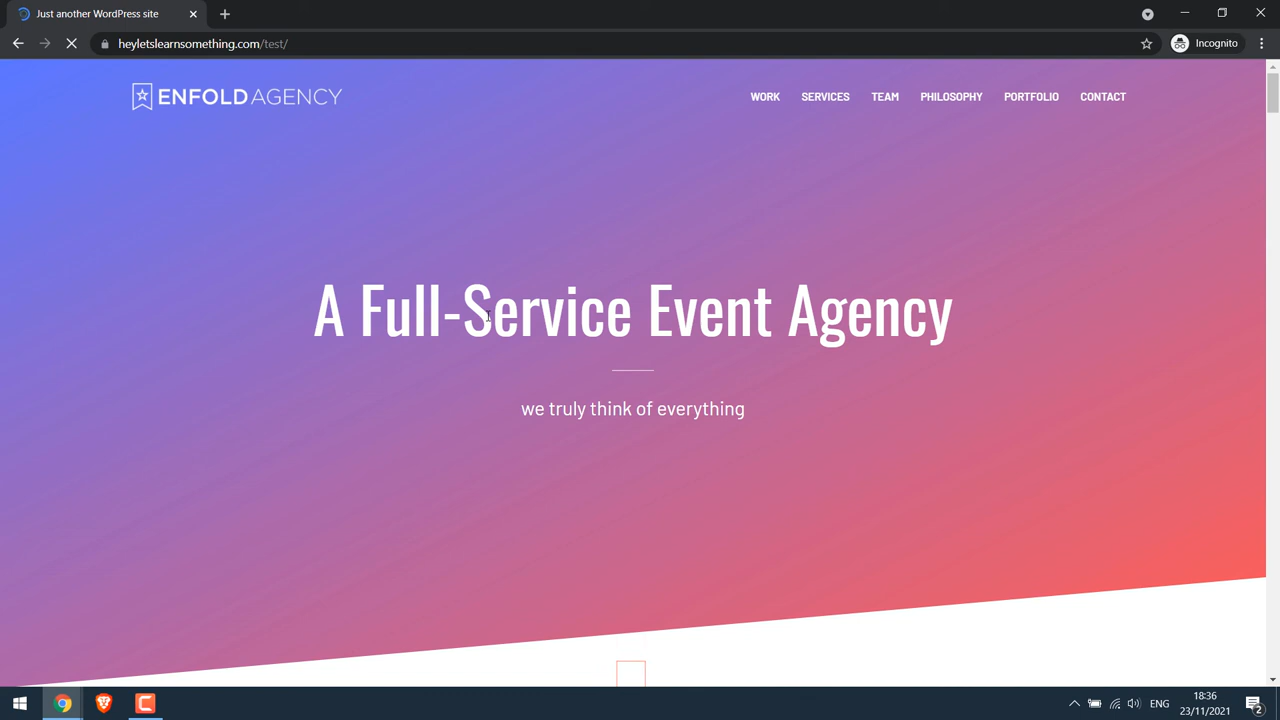 Just another WordPress site
heyletslearnsomething.com/test/
Incognito
ENFOLD AGENCY
WORK SERVICES TEAM PHILOSOPHY PORTFOLIO CONTACT
A Full-Service Event Agency
we truly think of everything
ENG
18:36
23/11/2021
2